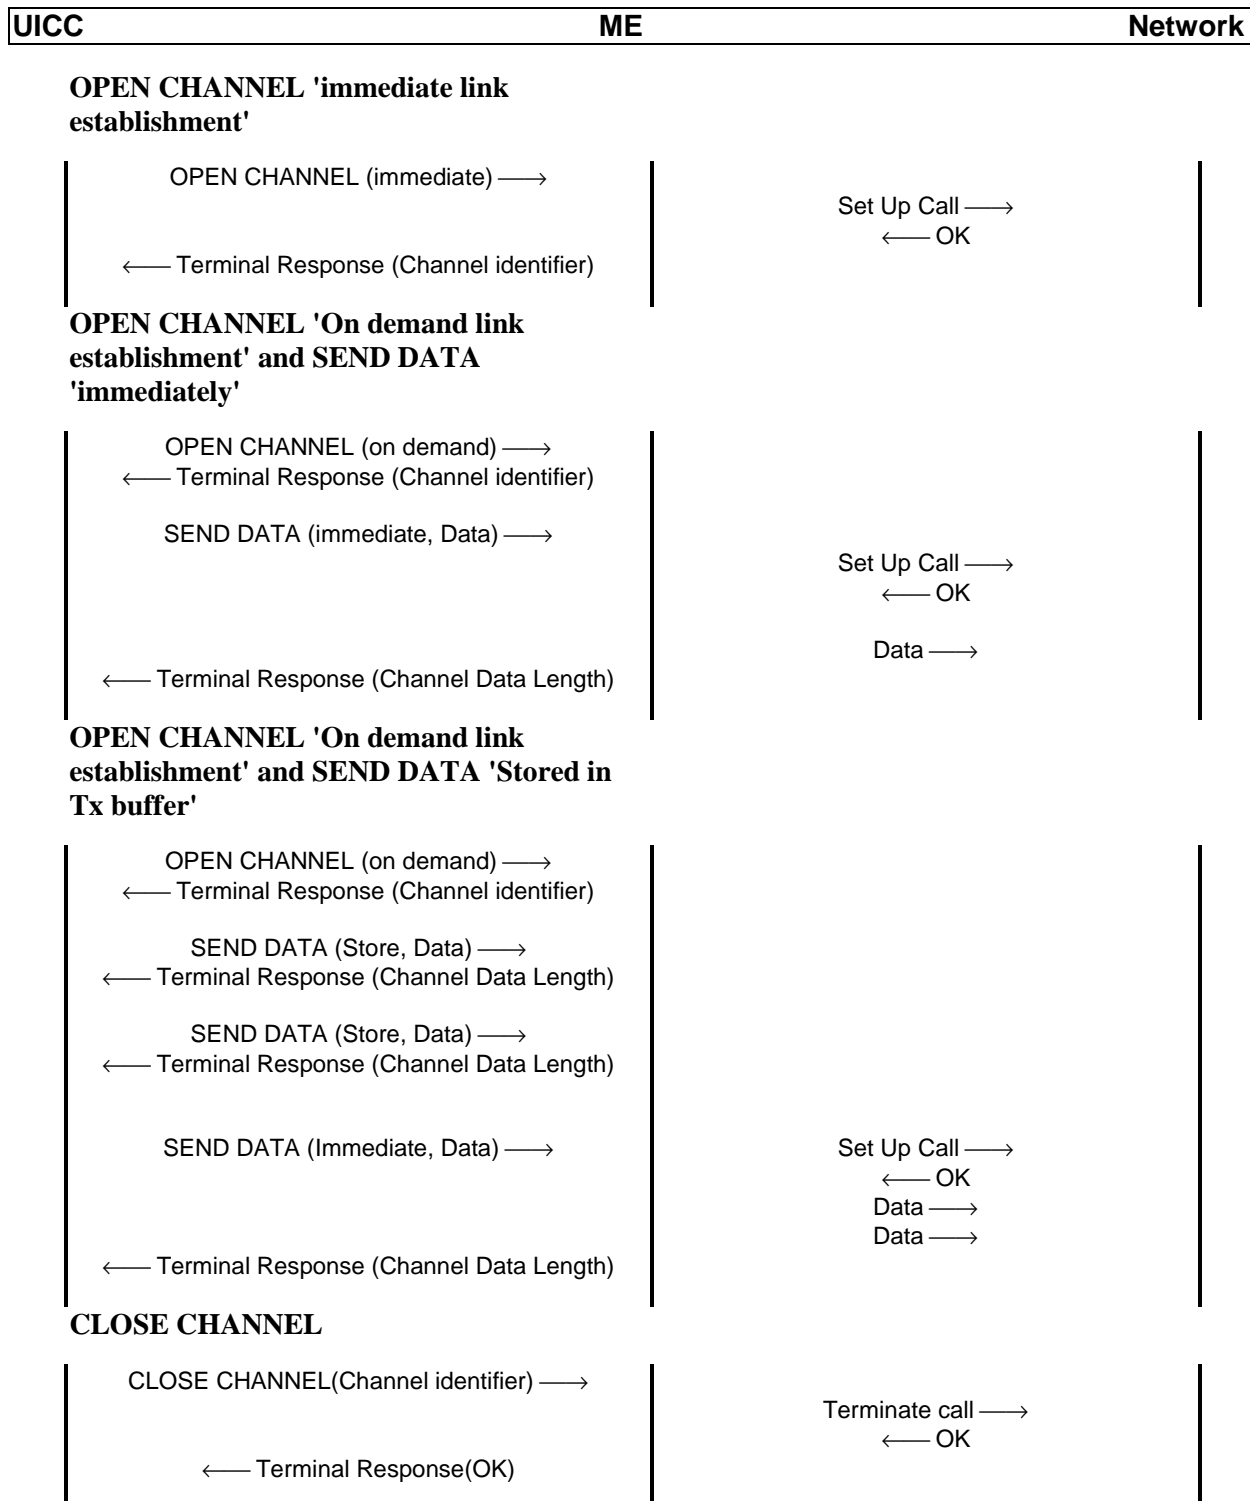 UICC ME Network
OPEN CHANNEL 'immediate link
establishment'
OPEN CHANNEL (immediate) ⟶
Set Up Call ⟶
⟵ OK
⟵ Terminal Response (Channel identifier)
OPEN CHANNEL 'On demand link
establishment' and SEND DATA
'immediately'
OPEN CHANNEL (on demand) ⟶
⟵ Terminal Response (Channel identifier)
SEND DATA (immediate, Data) ⟶
Set Up Call ⟶
⟵ OK
Data ⟶
⟵ Terminal Response (Channel Data Length)
OPEN CHANNEL 'On demand link
establishment' and SEND DATA 'Stored in
Tx buffer'
OPEN CHANNEL (on demand) ⟶
⟵ Terminal Response (Channel identifier)
SEND DATA (Store, Data) ⟶
⟵ Terminal Response (Channel Data Length)
SEND DATA (Store, Data) ⟶
⟵ Terminal Response (Channel Data Length)
SEND DATA (Immediate, Data) ⟶ Set Up Call ⟶
⟵ OK
Data ⟶
Data ⟶
⟵ Terminal Response (Channel Data Length)
CLOSE CHANNEL
CLOSE CHANNEL(Channel identifier) ⟶
Terminate call ⟶
⟵ OK
⟵ Terminal Response(OK)